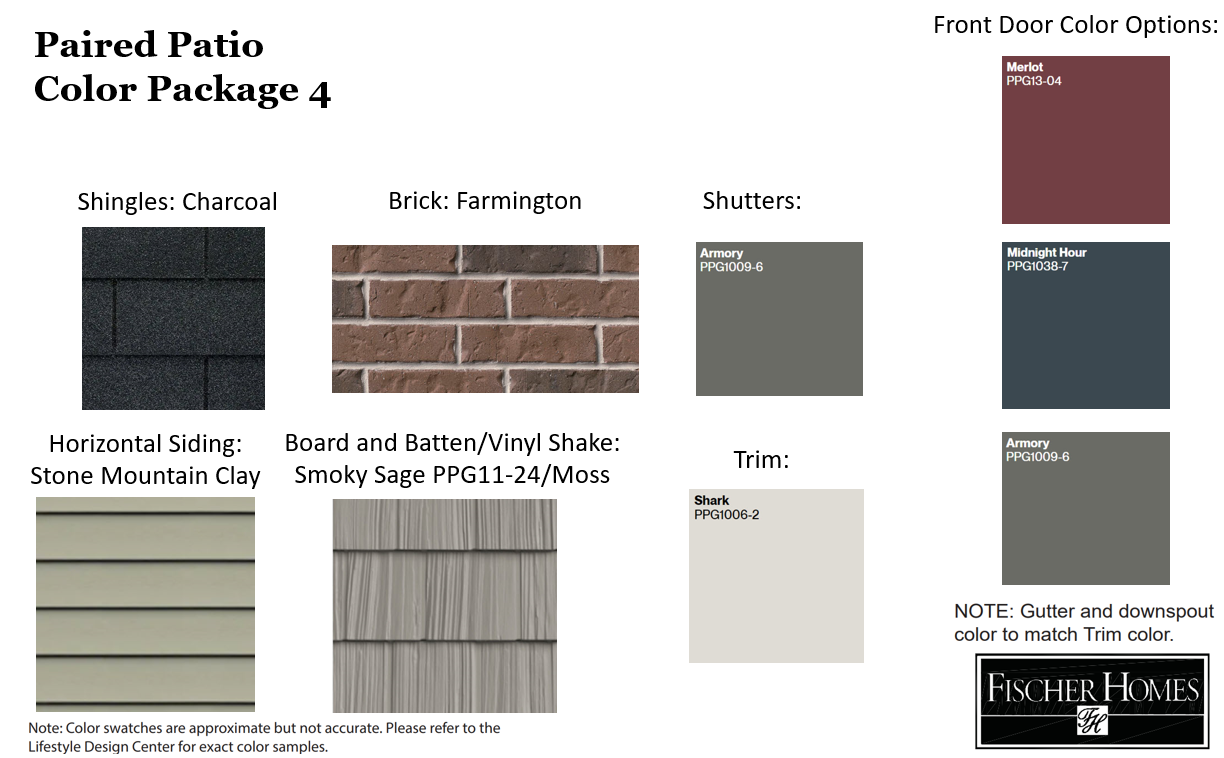 Paired Patio
Color Package 4
Front Door Color Options:
Merlot
PPG13-04
Shingles: Charcoal
Brick: Farmington
Shutters:
Armory
PPG1009-6
Midnight Hour
PPG1038-7
Horizontal Siding:
Stone Mountain Clay
Board and Batten/Vinyl Shake:
Smoky Sage PPG11-24/Moss
Trim:
Shark
PPG1006-2
Armory
PPG1009-6
NOTE: Gutter and downspout
color to match Trim color.
FISCHER HOMES
FH
Note: Color swatches are approximate but not accurate. Please refer to the
Lifestyle Design Center for exact color samples.